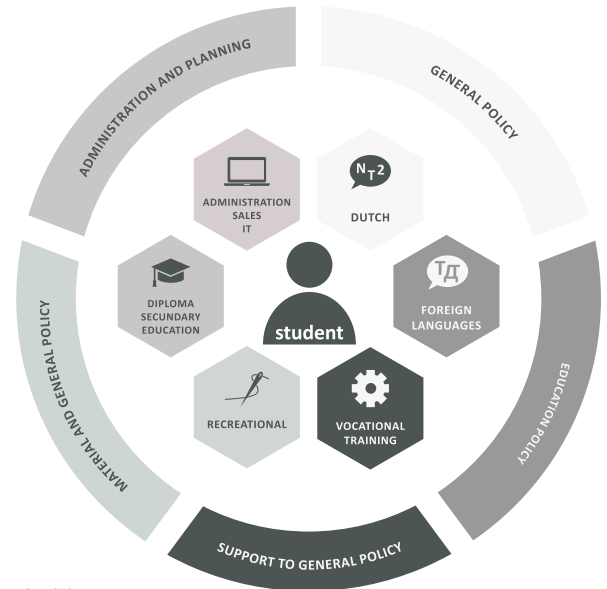 ADMINISTRATION AND PLANNING
GENERAL POLICY
ADMINISTRATION
SALES
IT
NT2
DUTCH
DIPLOMA
SECUNDARY
EDUCATION
student
TД
FOREIGN
LANGUAGES
RECREATIONAL
VOCATIONAL
TRAINING
MATERIAL AND GENERAL POLICY
EDUCATION POLICY
SUPPORT TO GENERAL POLICY